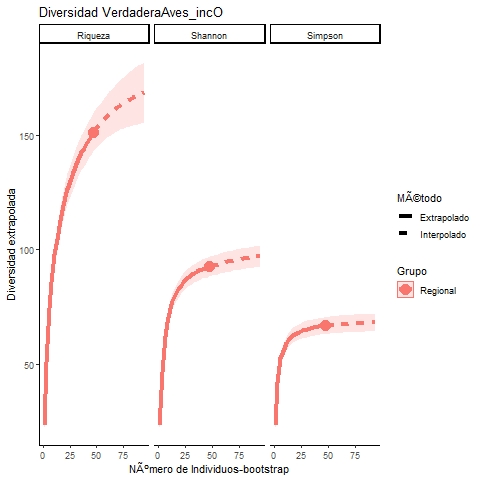 Diversidad VerdaderaAves_incO
Riqueza
Shannon
Simpson
Diversidad extrapolada
150
100
50
0 25 50 75
0 25 50 75
0 25 50 75
NÃºmero de Individuos-bootstrap
MÃ©todo
Extrapolado
Interpolado
Grupo
Regional